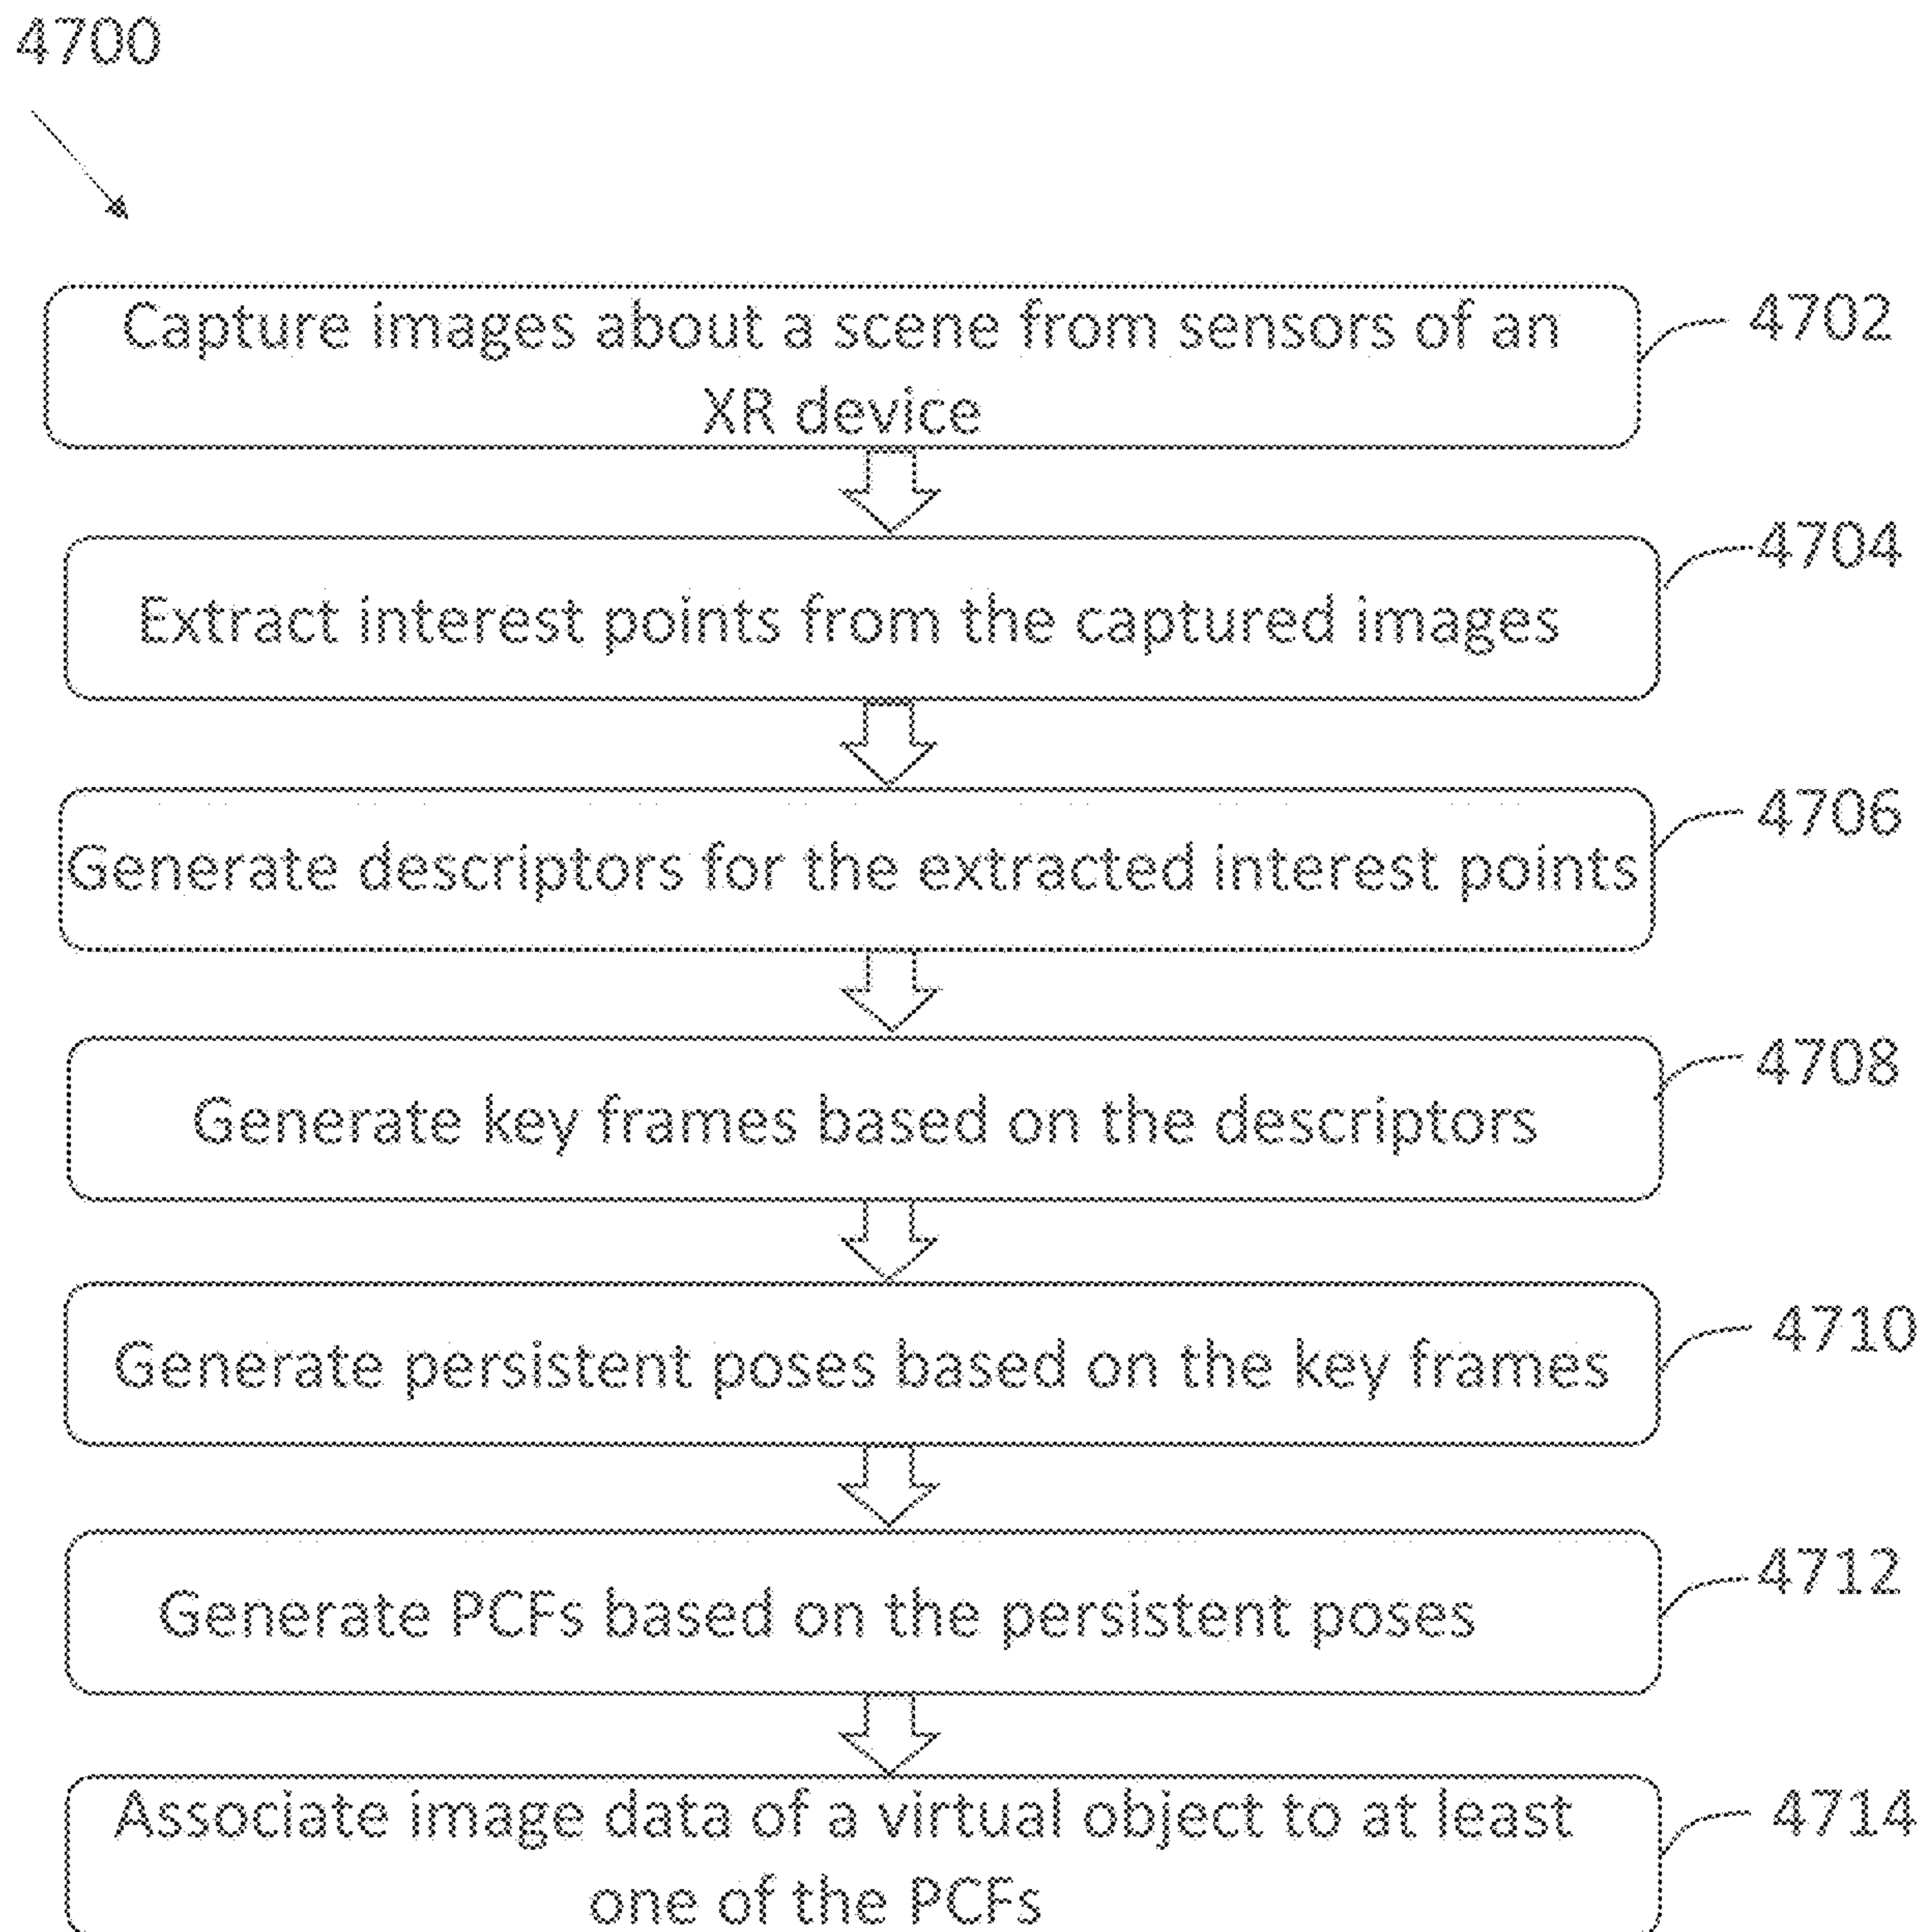 4700
Capture images about a scene from sensors of an
XR device
4702
Extract interest points from the captured images
4704
Generate descriptors for the extracted interest points
4706
Generate key frames based on the descriptors
4708
Generate persistent poses based on the key frames
4710
Generate PCFs based on the persistent poses
4712
Associate image data of a virtual object to at least
one of the PCFs
4714